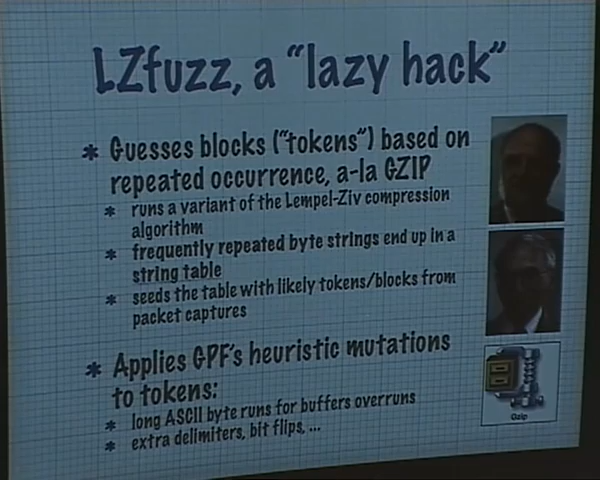 LZfuzz, a “lazy hack”
* Guesses blocks (“tokens”) based on
repeated occurrence, a-la GZIP
* runs a variant of the Lempel-Ziv compression
algorithm
* frequently repeated byte strings end up in a
string table
* seeds the table with likely tokens/blocks from
packet captures
* Applies GPF's heuristic mutations
to tokens:
* long ASCII byte runs for buffers overruns
* extra delimiters, bit flips, ...
Gzip